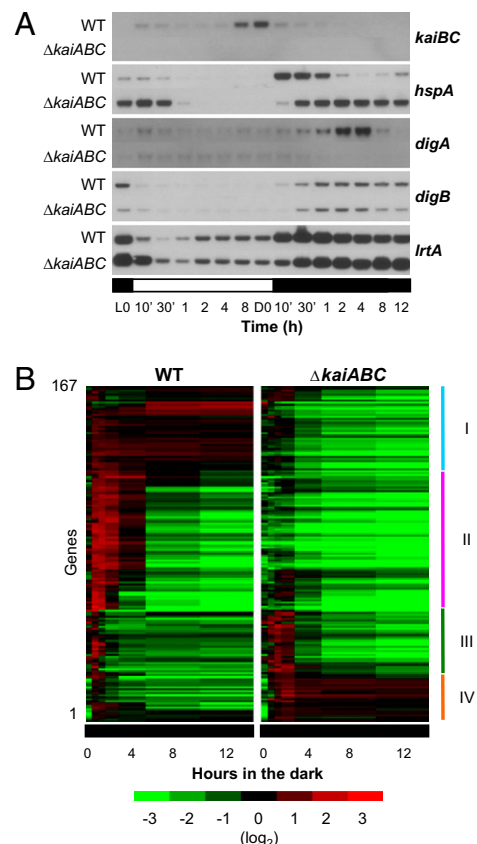 A
WT
ΔkaiABC
kaiBC
WT
ΔkaiABC
hspA
WT
ΔkaiABC
digA
WT
ΔkaiABC
digB
WT
ΔkaiABC
lrtA
L0 10' 30' 1 2 4 8 D0 10' 30' 1 2 4 8 12
Time (h)
B
WT ΔkaiABC
167
Genes
1
I
II
III
IV
0 4 8 12 0 4 8 12
Hours in the dark
-3 -2 -1 0 1 2 3
(log2)